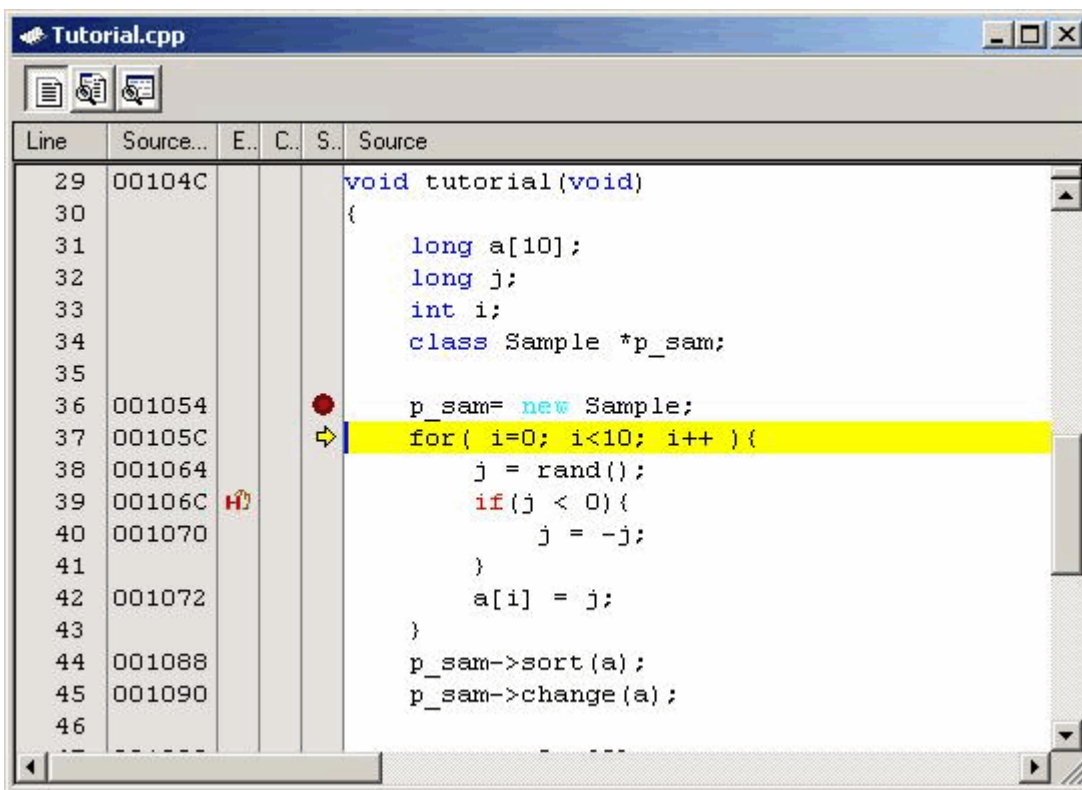 Tutorial.cpp
Line Source... E.. C.. S.. Source
29 00104C void tutorial(void)
30 {
31 long a[10];
32 long j;
33 int i;
34 class Sample *p_sam;
35
36 001054 p_sam= new Sample;
37 00105C for( i=0; i<10; i++ ){
38 001064 j = rand();
39 00106C H if(j < 0){
40 001070 j = -j;
41 }
42 001072 a[i] = j;
43 }
44 001088 p_sam->sort(a);
45 001090 p_sam->change(a);
46